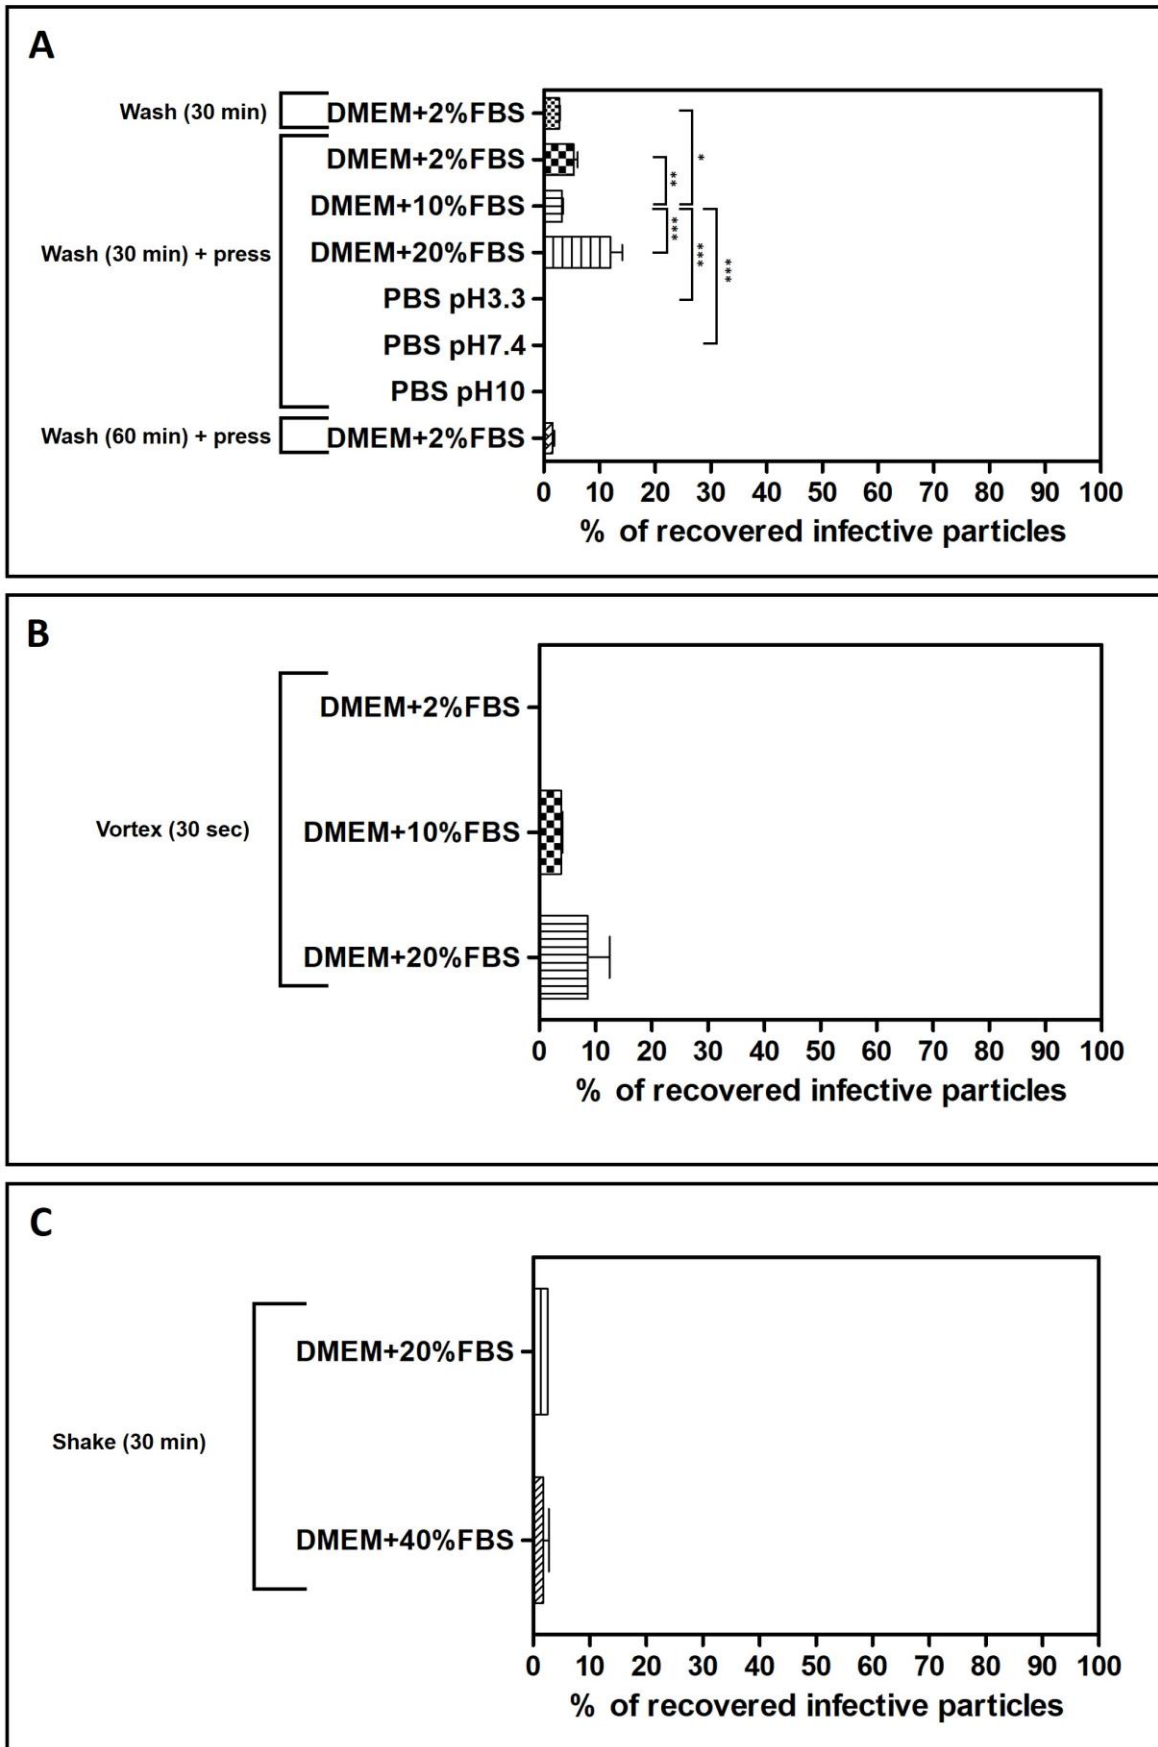 A
Wash (30 min)
DMEM+2%FBS
*
DMEM+2%FBS
**
DMEM+10%FBS
***
Wash (30 min) + press
DMEM+20%FBS
***
***
PBS pH3.3
PBS pH7.4
PBS pH10
Wash (60 min) + press
DMEM+2%FBS
0 10 20 30 40 50 60 70 80 90 100
% of recovered infective particles
B
DMEM+2%FBS
Vortex (30 sec)
DMEM+10%FBS
DMEM+20%FBS
0 10 20 30 40 50 60 70 80 90 100
% of recovered infective particles
C
DMEM+20%FBS
Shake (30 min)
DMEM+40%FBS
0 10 20 30 40 50 60 70 80 90 100
% of recovered infective particles